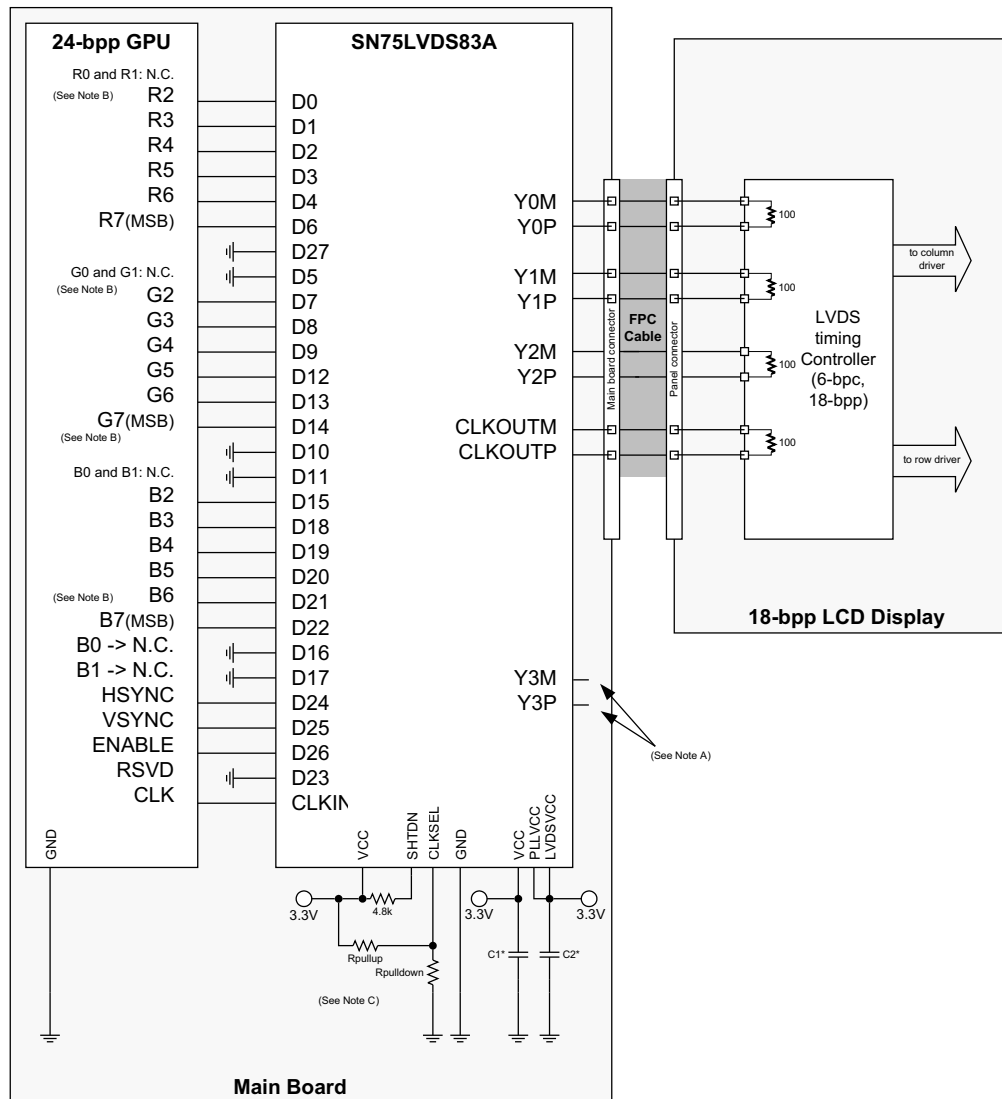 24-bpp GPU
R0 and R1: N.C.
(See Note B)
R2
R3
R4
R5
R6
R7(MSB)
G0 and G1: N.C.
(See Note B)
G2
G3
G4
G5
G6
G7(MSB)
(See Note B)
B0 and B1: N.C.
B2
B3
B4
B5
(See Note B)
B6
B7(MSB)
B0 -> N.C.
B1 -> N.C.
HSYNC
VSYNC
ENABLE
RSVD
CLK
GND
SN75LVDS83A
D0
D1
D2
D3
D4
D6
D27
D5
D7
D8
D9
D12
D13
D14
D10
D11
D15
D18
D19
D20
D21
D22
D16
D17
D24
D25
D26
D23
CLKIN
Y0M
Y0P
Y1M
Y1P
Y2M
Y2P
CLKOUTM
CLKOUTP
Y3M
Y3P
(See Note A)
VCC
SHTDN
CLKSEL
GND
VCC
PLLVCC
LVDSVCC
3.3V
4.8k
3.3V
3.3V
Rpullup
Rpulldown
C1*
C2*
(See Note C)
Main Board
Main board connector
FPC
Cable
Panel connector
100
100
100
100
LVDS
timing
Controller
(6-bpc,
18-bpp)
to column
driver
to row driver
18-bpp LCD Display